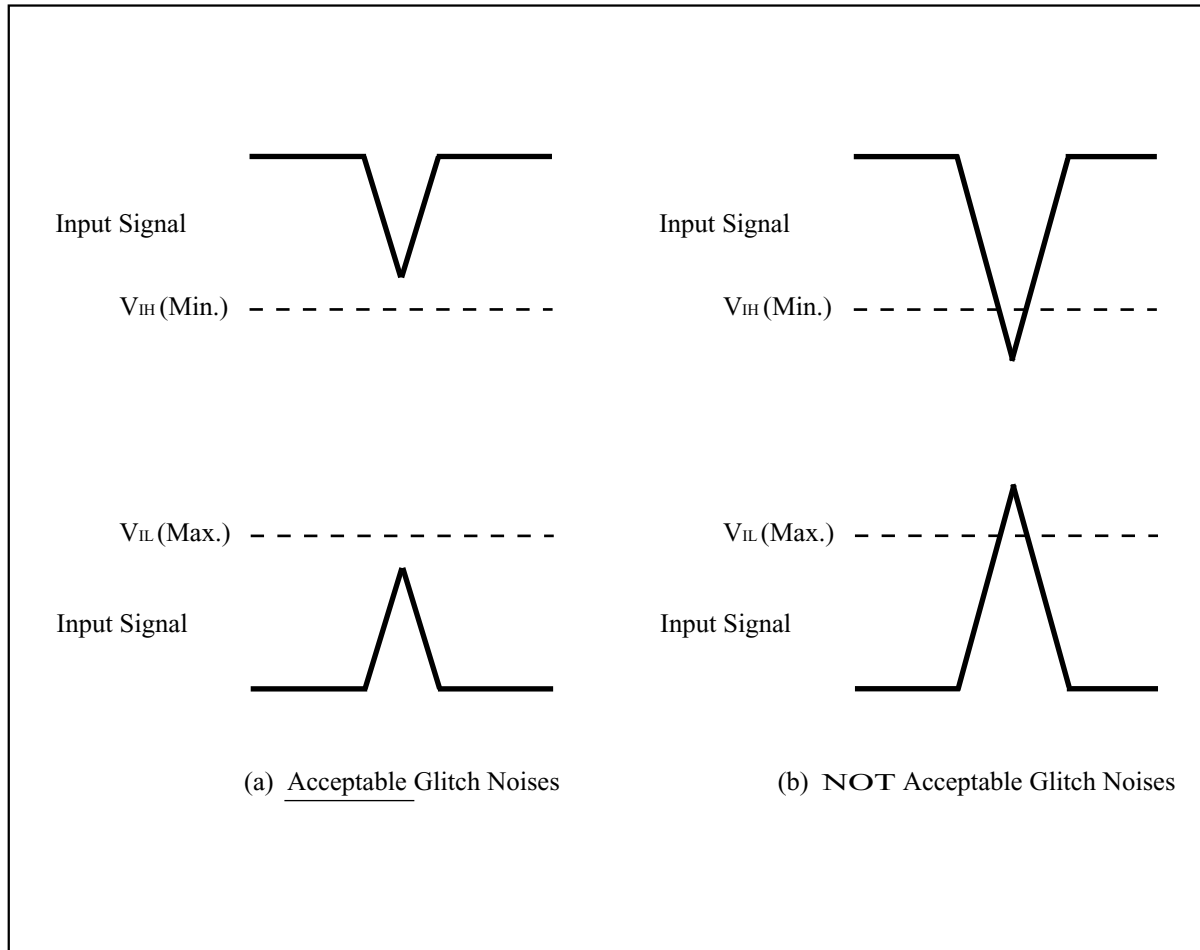 Input Signal
Input Signal
VIH (Min.)
VIH (Min.)
VIL (Max.)
VIL (Max.)
Input Signal
Input Signal
(a) Acceptable Glitch Noises
(b) NOT Acceptable Glitch Noises